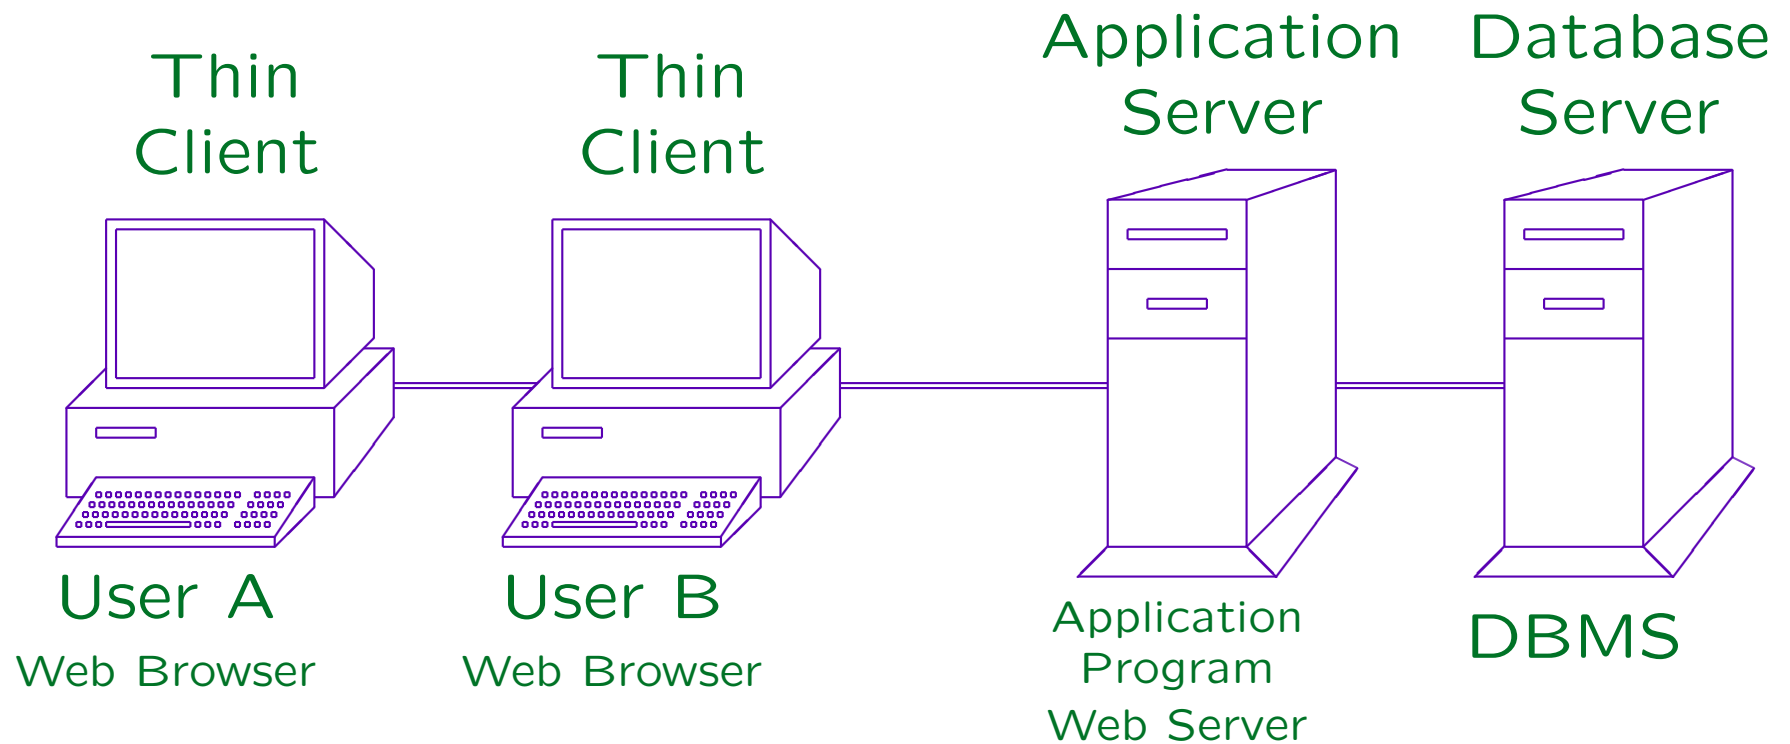 Thin
Client
Thin
Client
Application
Server
Database
Server
User A
Web Browser
User B
Web Browser
Application
Program
Web Server
DBMS